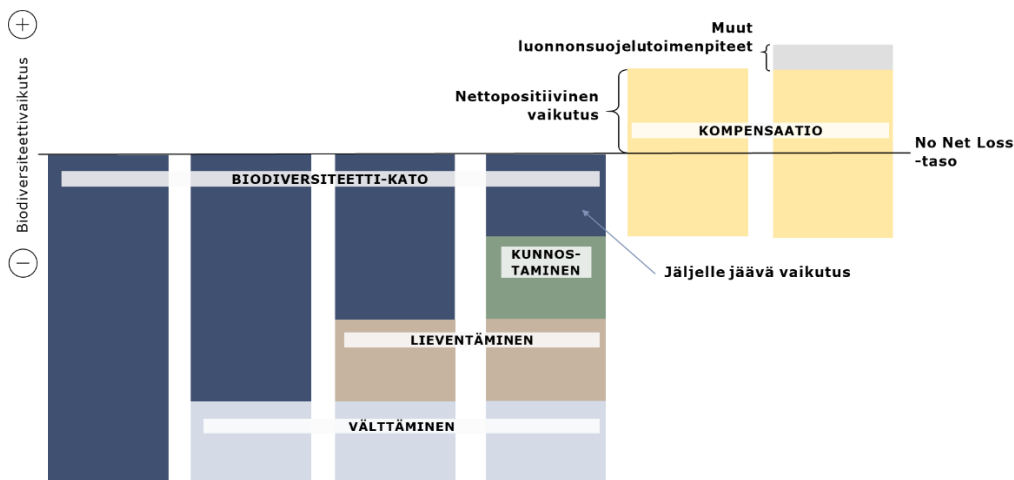 +
Biodiversiteettivaikutus
−
Muut
luonnonsuojelutoimenpiteet
Nettopositiivinen
vaikutus
KOMPENSAATIO
No Net Loss
-taso
BIODIVERSITEETTI-KATO
KUNNOS-
TAMINEN
Jäljelle jäävä vaikutus
LIEVENTÄMINEN
VÄLTTÄMINEN